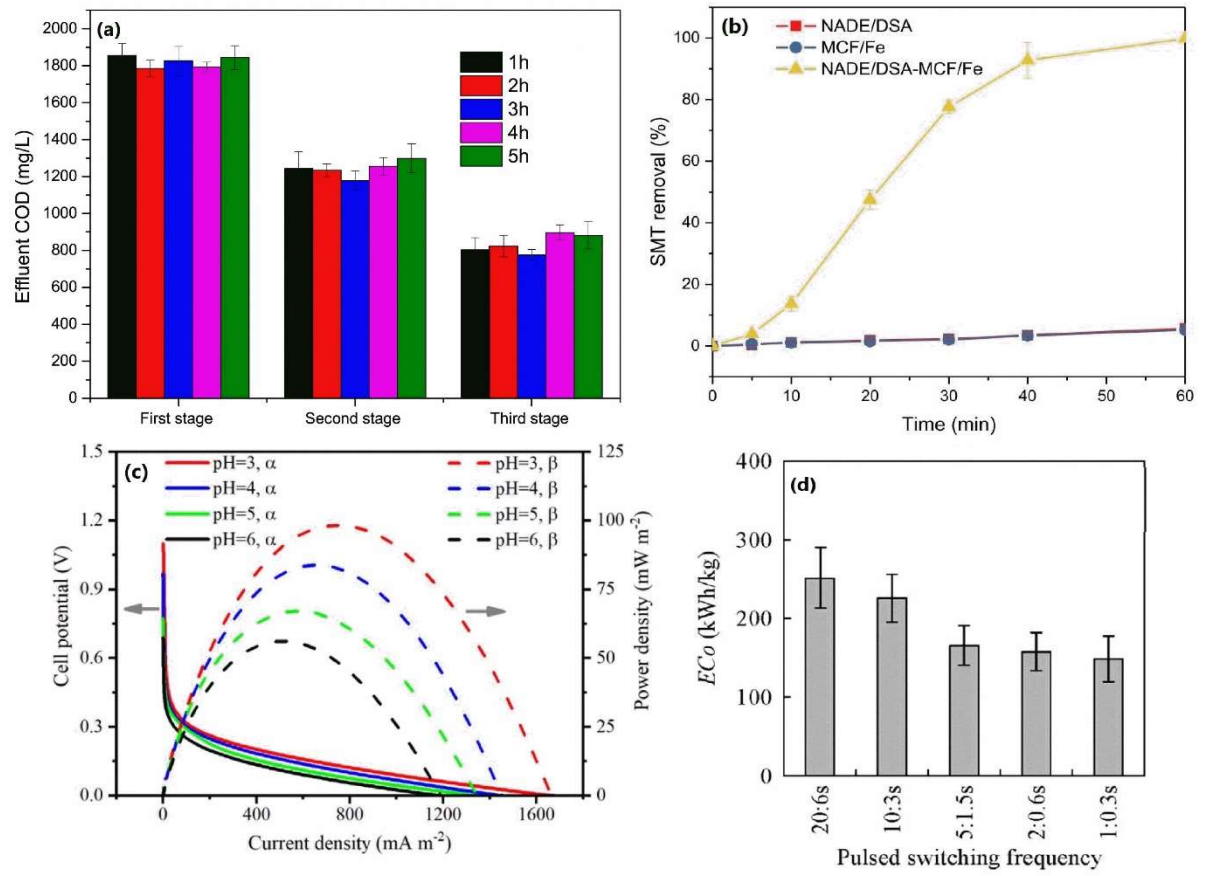 (a)
2000
1800
1600
1400
1200
1000
800
600
400
200
0
Effluent COD (mg/L)
1h
2h
3h
4h
5h
First stage Second stage Third stage
(b)
100
80
60
40
20
0
SMT removal (%)
NADE/DSA
MCF/Fe
NADE/DSA-MCF/Fe
0 10 20 30 40 50 60
Time (min)
(c)
1.5
1.2
0.9
0.6
0.3
0.0
Cell potential (V)
pH=3, α
pH=4, α
pH=5, α
pH=6, α
pH=3, β
pH=4, β
pH=5, β
pH=6, β
125
100
75
50
25
0
Power density (mW m⁻²)
0 400 800 1200 1600
Current density (mA m⁻²)
(d)
400
300
200
100
0
ECo (kWh/kg)
20:6s
10:3s
5:1.5s
2:0.6s
1:0.3s
Pulsed switching frequency